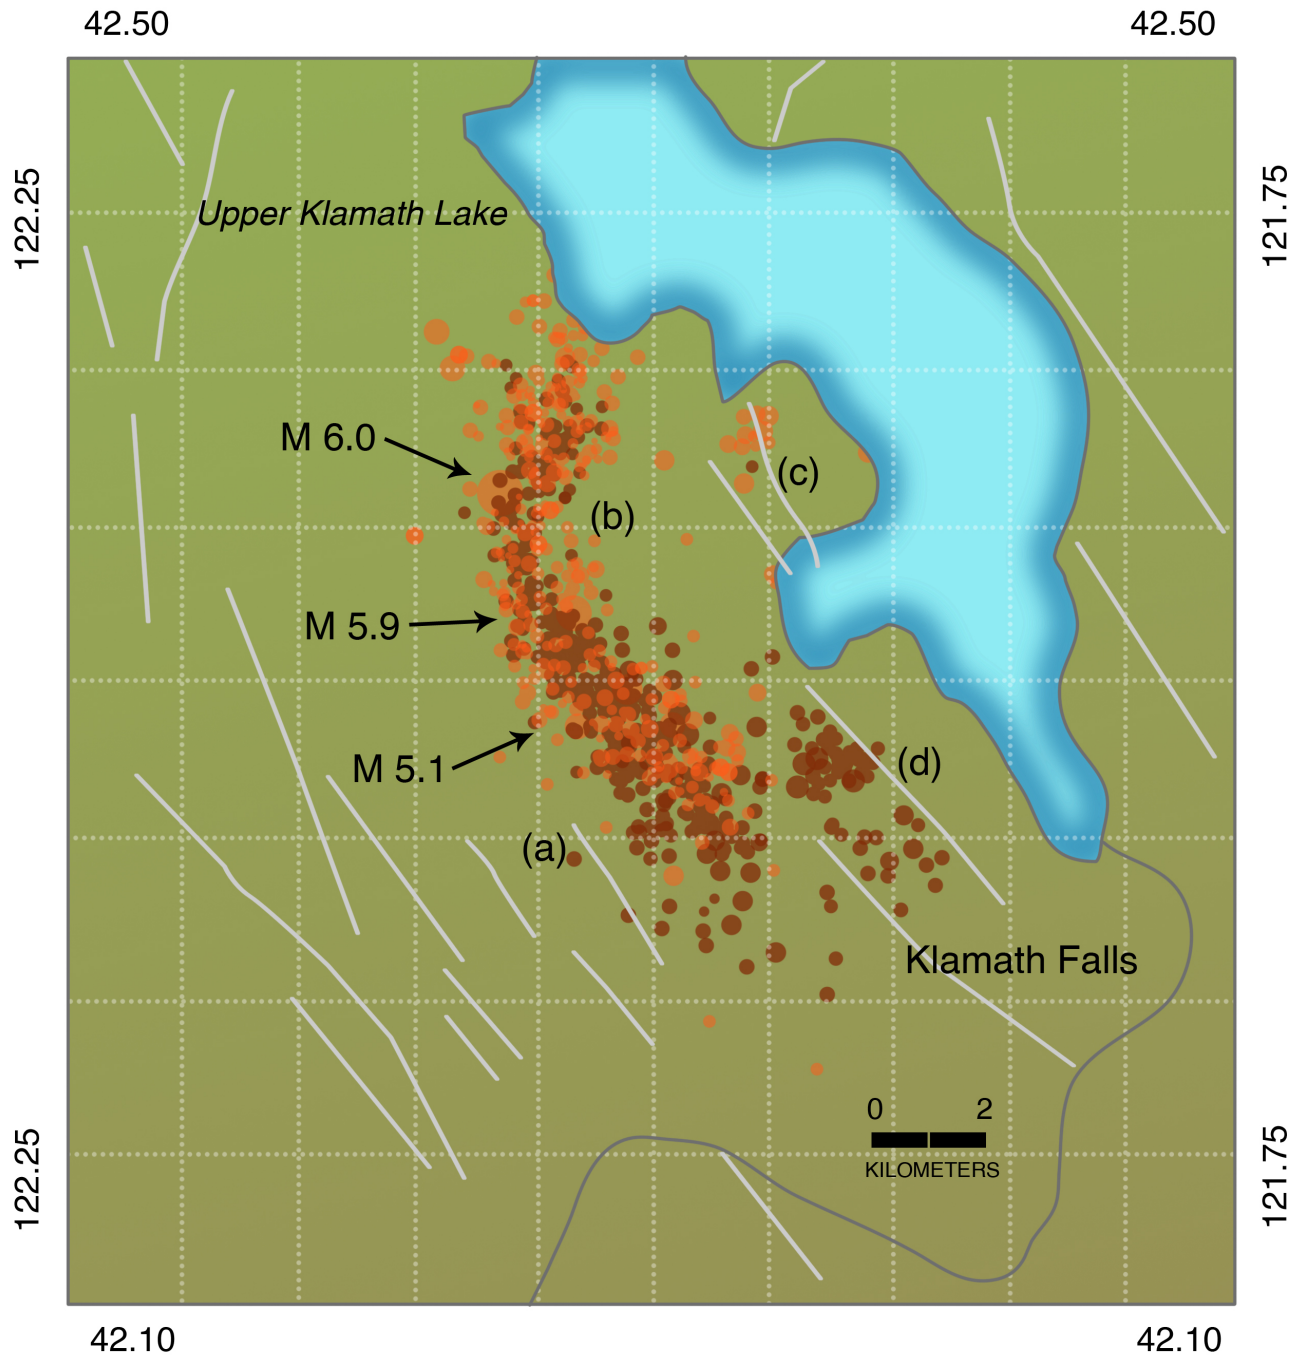 42.50
42.50
122.25
121.75
Upper Klamath Lake
M 6.0
(c)
(b)
M 5.9
M 5.1
(d)
(a)
Klamath Falls
0 2
KILOMETERS
122.25
121.75
42.10
42.10